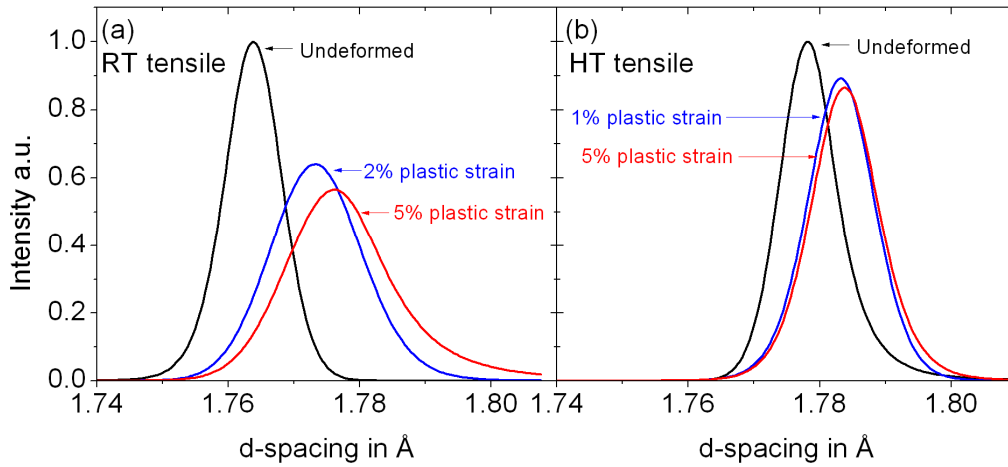 (a)
RT tensile
Undeformed
2% plastic strain
5% plastic strain
Intensity a.u.
1.0
0.8
0.6
0.4
0.2
0.0
1.74
1.76
1.78
1.80
d-spacing in Å
(b)
HT tensile
Undeformed
1% plastic strain
5% plastic strain
1.74
1.76
1.78
1.80
d-spacing in Å